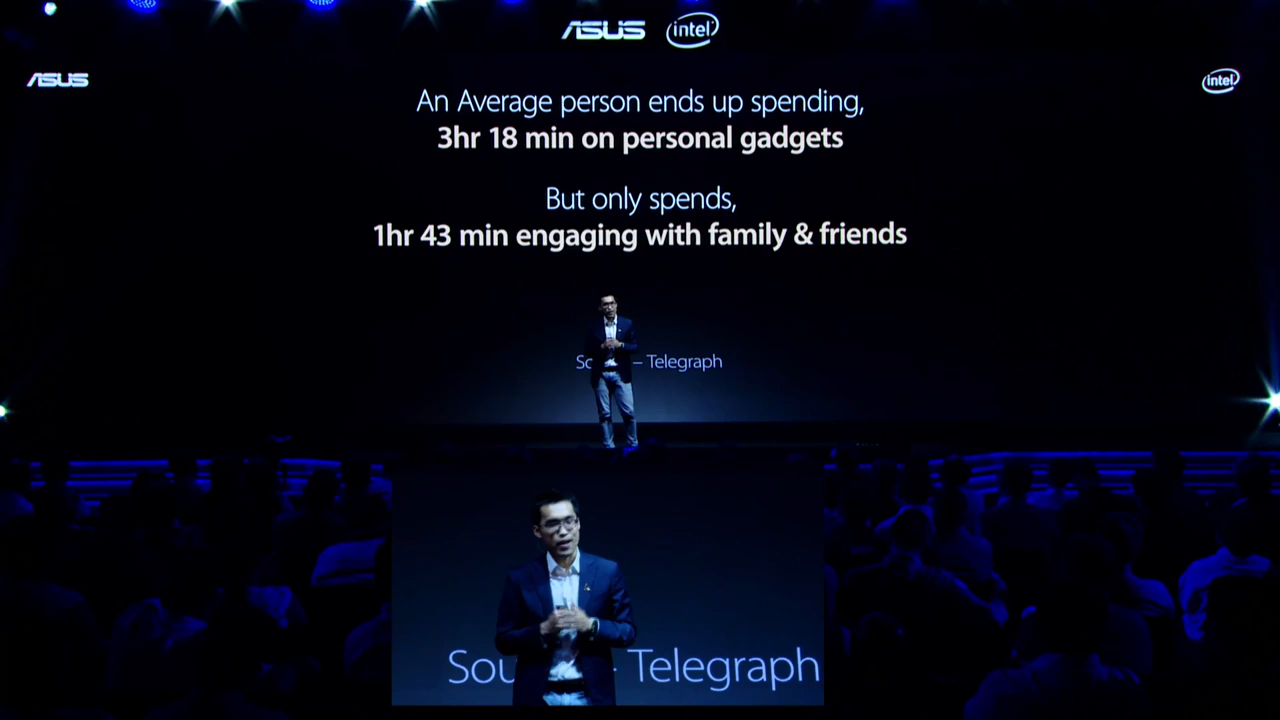 ASUS intel
ASUS
intel
An Average person ends up spending,
3hr 18 min on personal gadgets
But only spends,
1hr 43 min engaging with family & friends
– Telegraph
Telegraph